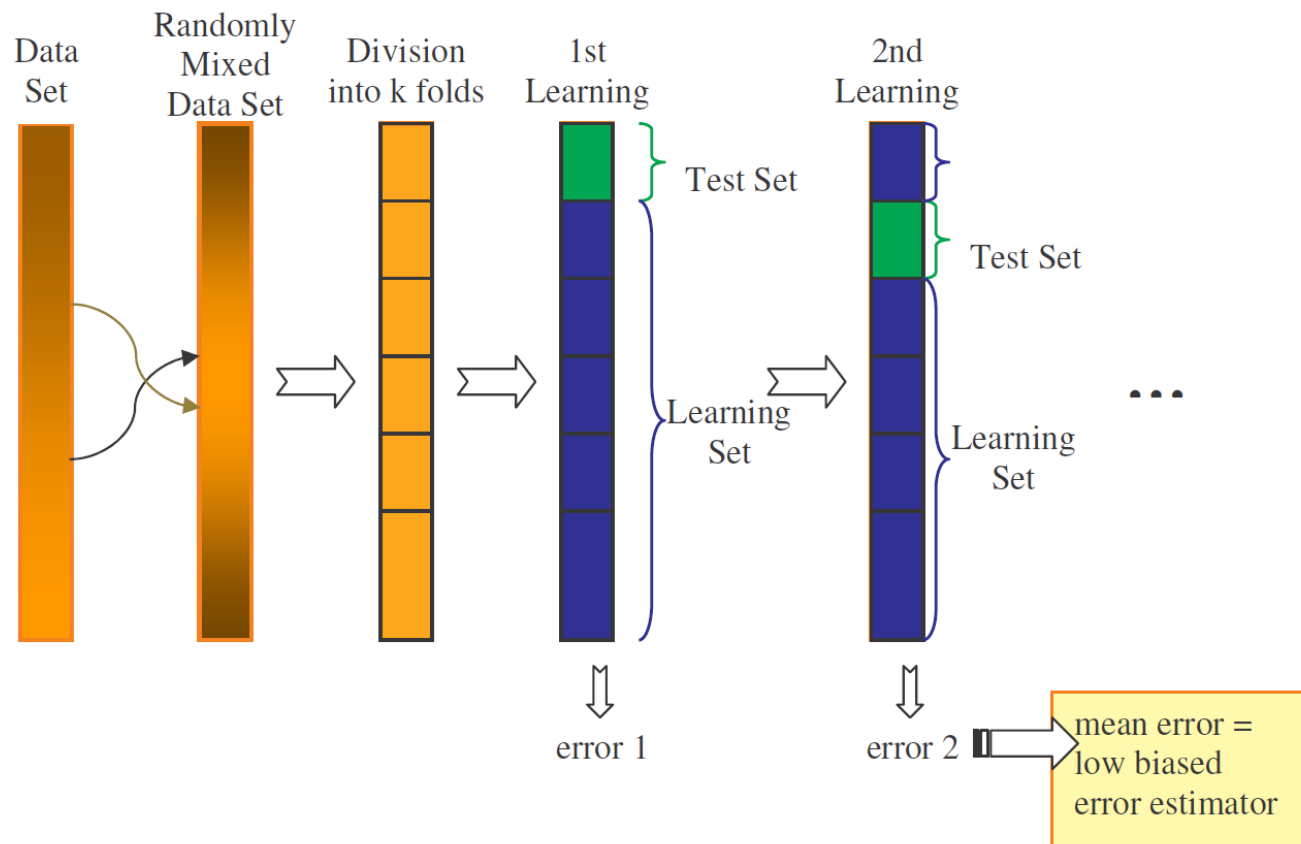 Data
Set
Randomly
Mixed
Data Set
Division
into k folds
1st
Learning
2nd
Learning
Test Set
Test Set
Learning
Set
Learning
Set
...
error 1
error 2
mean error =
low biased
error estimator